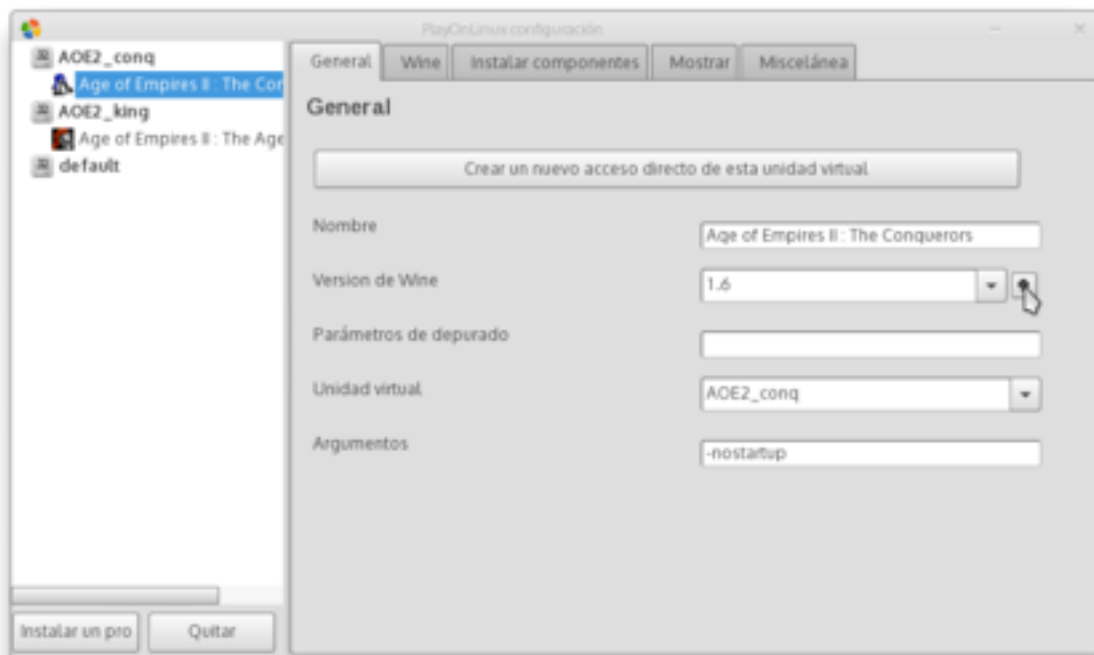 PlayOnLinux configuración
AOE2_conq
Age of Empires II : The Con
AOE2_king
Age of Empires II : The Age
default
Instalar un pro
Quitar
General
Wine
Instalar componentes
Mostrar
Miscelánea
General
Crear un nuevo acceso directo de esta unidad virtual
Nombre
Age of Empires II : The Conquerors
Version de Wine
1.6
Parámetros de depurado
Unidad virtual
AOE2_conq
Argumentos
-nostartup